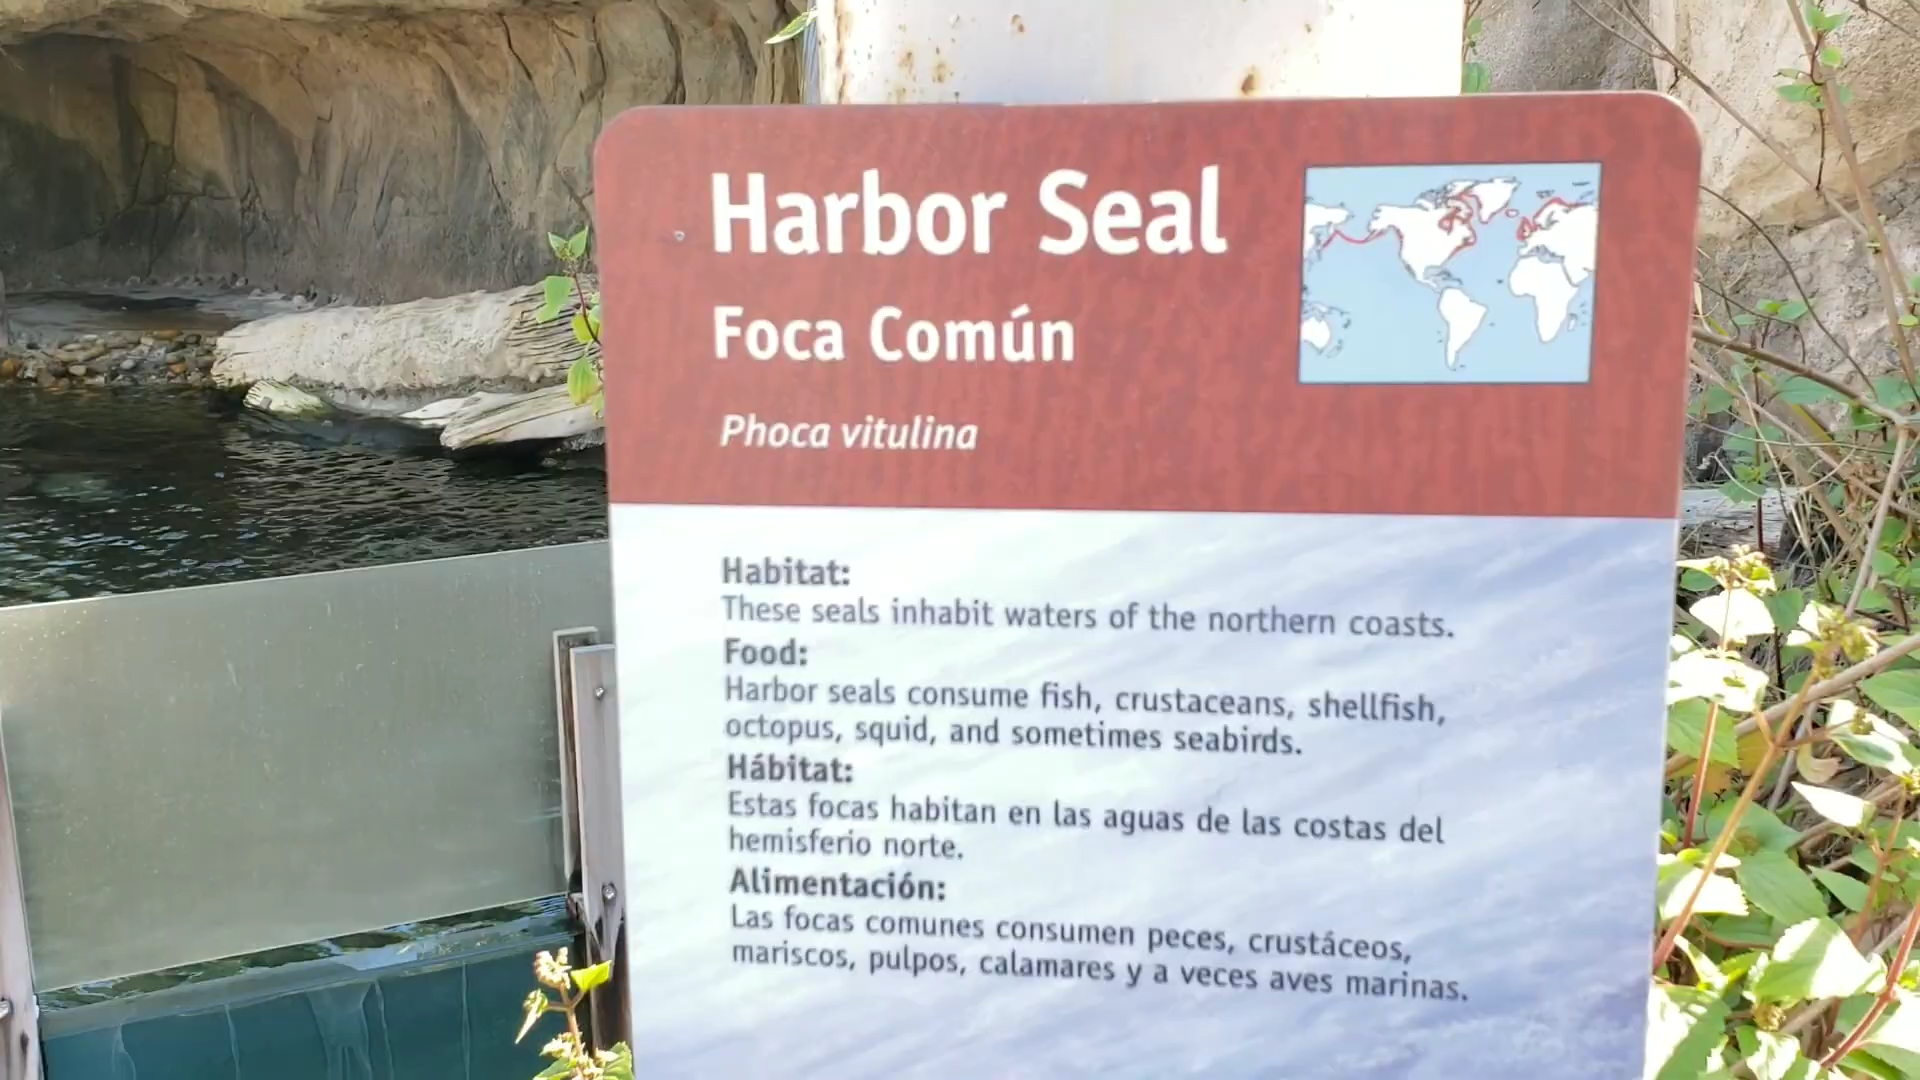 Harbor Seal
Foca Común
Phoca vitulina
Habitat:
These seals inhabit waters of the northern coasts.
Food:
Harbor seals consume fish, crustaceans, shellfish,
octopus, squid, and sometimes seabirds.
Hábitat:
Estas focas habitan en las aguas de las costas del
hemisferio norte.
Alimentación:
Las focas comunes consumen peces, crustáceos,
mariscos, pulpos, calamares y a veces aves marinas.